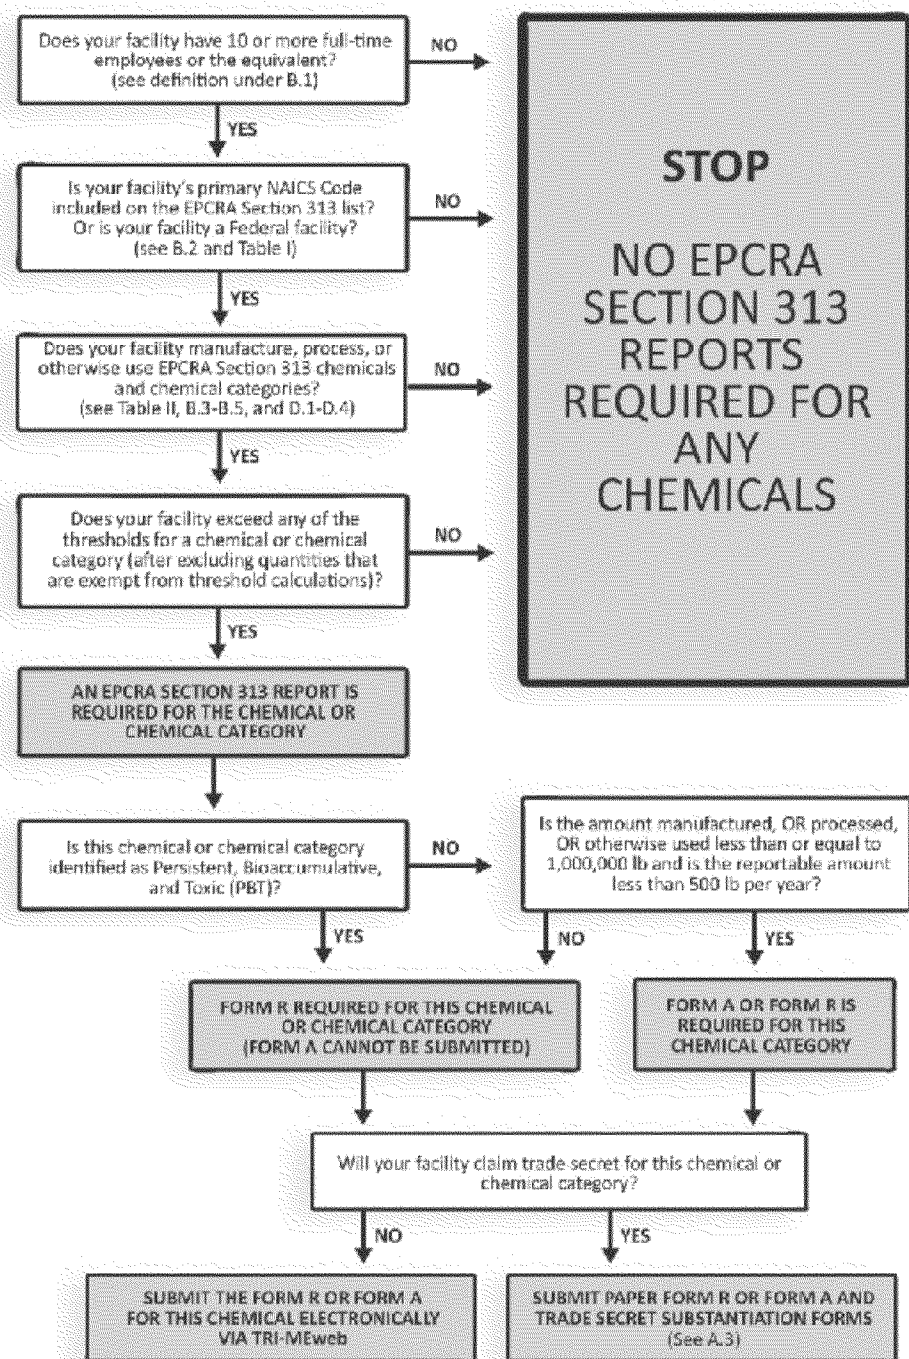 Does your facility have 10 or more full-time
employees or the equivalent?
(see definition under B.1)
NO
YES
Is your facility's primary NAICS Code
included on the EPCRA Section 313 list?
Or is your facility a Federal facility?
(see B.2 and Table I)
NO
YES
Does your facility manufacture, process, or
otherwise use EPCRA Section 313 chemicals
and chemical categories?
(see Table II, B.3-B.5, and D.1-D.4)
NO
YES
Does your facility exceed any of the
thresholds for a chemical or chemical
category (after excluding quantities that
are exempt from threshold calculations)?
NO
YES
STOP
NO EPCRA
SECTION 313
REPORTS
REQUIRED FOR
ANY
CHEMICALS
AN EPCRA SECTION 313 REPORT IS
REQUIRED FOR THE CHEMICAL OR
CHEMICAL CATEGORY
Is this chemical or chemical category
identified as Persistent, Bioaccumulative,
and Toxic (PBT)?
NO
YES
Is the amount manufactured, OR processed,
OR otherwise used less than or equal to
1,000,000 lb and is the reportable amount
less than 500 lb per year?
NO
YES
FORM R REQUIRED FOR THIS CHEMICAL
OR CHEMICAL CATEGORY
(FORM A CANNOT BE SUBMITTED)
FORM A OR FORM R IS
REQUIRED FOR THIS
CHEMICAL CATEGORY
Will your facility claim trade-secret for this chemical or
chemical category?
NO
YES
SUBMIT THE FORM R OR FORM A
FOR THIS CHEMICAL ELECTRONICALLY
VIA TRI-MEweb
SUBMIT PAPER FORM R OR FORM A AND
TRADE SECRET SUBSTANTIATION FORMS
(See A.3)